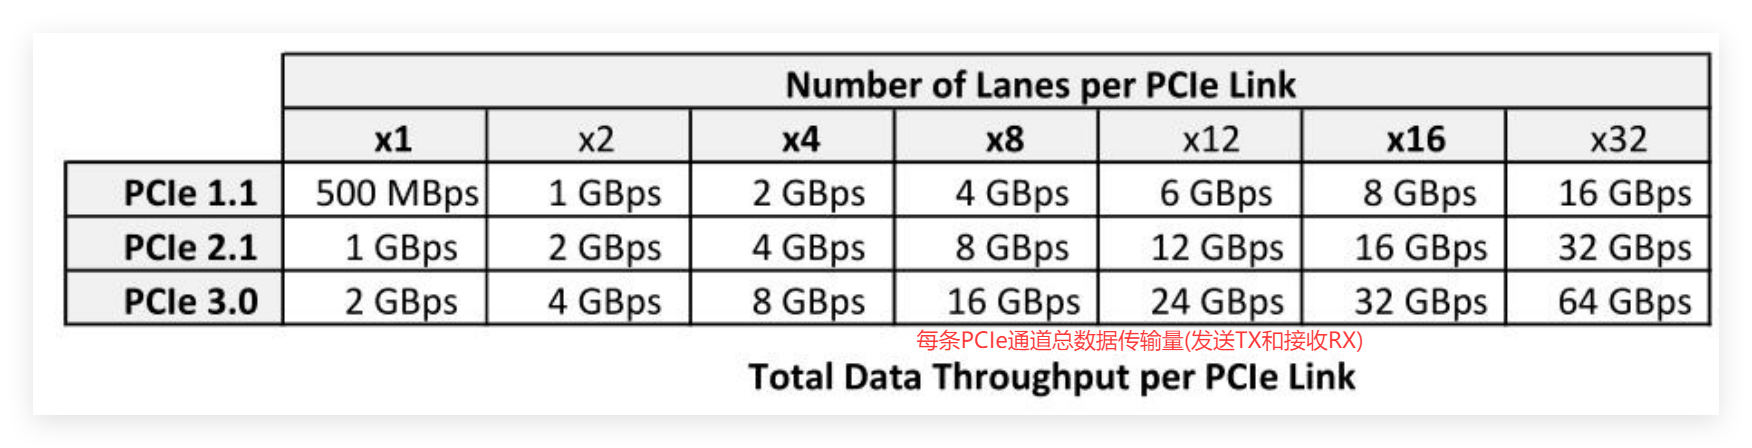 Number of Lanes per PCIe Link
x1 x2 x4 x8 x12 x16 x32
PCIe 1.1 500 MBps 1 GBps 2 GBps 4 GBps 6 GBps 8 GBps 16 GBps
PCIe 2.1 1 GBps 2 GBps 4 GBps 8 GBps 12 GBps 16 GBps 32 GBps
PCIe 3.0 2 GBps 4 GBps 8 GBps 16 GBps 24 GBps 32 GBps 64 GBps
每条PCIe通道总数据传输量(发送TX和接收RX)
Total Data Throughput per PCIe Link